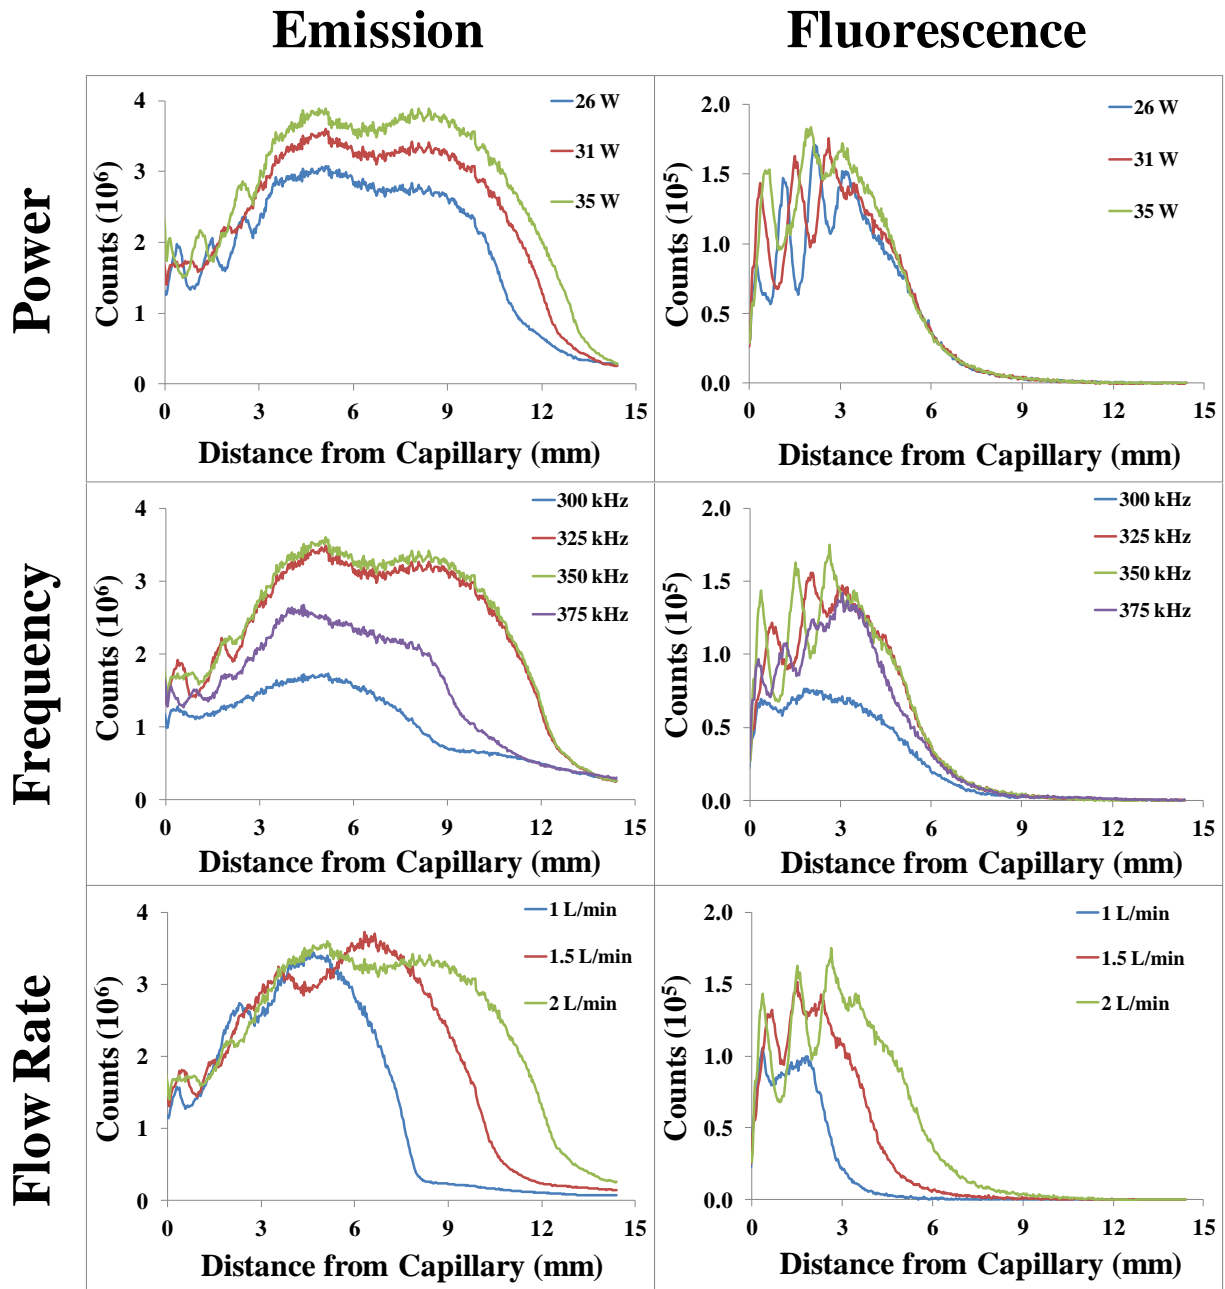 Emission Fluorescence
Power
Counts (10⁶)
4
3
2
1
0
0 3 6 9 12 15
Distance from Capillary (mm)
26 W
31 W
35 W
Counts (10⁵)
2.0
1.5
1.0
0.5
0.0
0 3 6 9 12 15
Distance from Capillary (mm)
26 W
31 W
35 W
Frequency
Counts (10⁶)
4
3
2
1
0
0 3 6 9 12 15
Distance from Capillary (mm)
300 kHz
325 kHz
350 kHz
375 kHz
Counts (10⁵)
2.0
1.5
1.0
0.5
0.0
0 3 6 9 12 15
Distance from Capillary (mm)
300 kHz
325 kHz
350 kHz
375 kHz
Flow Rate
Counts (10⁶)
4
3
2
1
0
0 3 6 9 12 15
Distance from Capillary (mm)
1 L/min
1.5 L/min
2 L/min
Counts (10⁵)
2.0
1.5
1.0
0.5
0.0
0 3 6 9 12 15
Distance from Capillary (mm)
1 L/min
1.5 L/min
2 L/min